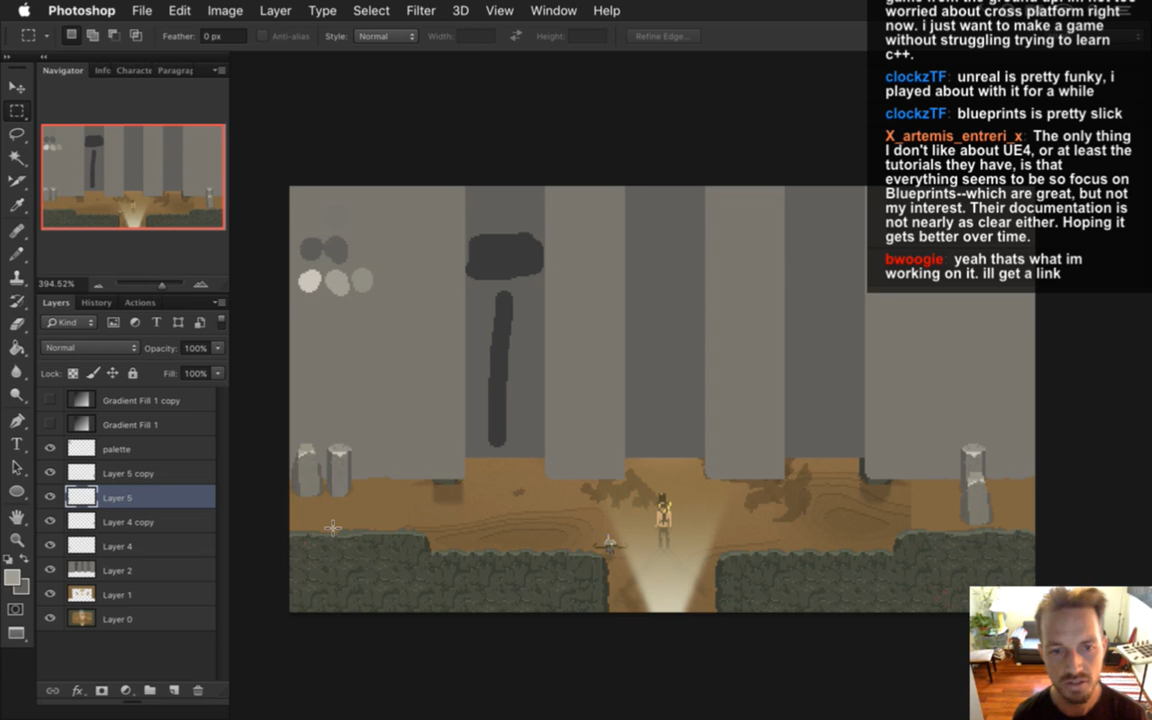 Photoshop File Edit Image Layer Type Select Filter 3D View Window Help
Feather: 0 px Anti-alias Style: Normal Width: Height: Refine Edge...
Navigator Info Characte Paragrap
394.52%
Layers History Actions
Kind
Normal Opacity: 100%
Lock: Fill: 100%
Gradient Fill 1 copy
Gradient Fill 1
palette
Layer 5 copy
Layer 5
Layer 4 copy
Layer 4
Layer 2
Layer 1
Layer 0
worried about cross platform right
now. i just want to make a game
without struggling trying to learn
c++.
clockzTF: unreal is pretty funky, i
played about with it for a while
clockzTF: blueprints is pretty slick
X_artemis_entreri_x: The only thing
I don't like about UE4, or at least the
tutorials they have, is that
everything seems to be so focus on
Blueprints--which are great, but not
my interest. Their documentation is
not nearly as clear either. Hoping it
gets better over time.
bwoogie: yeah thats what im
working on it. ill get a link